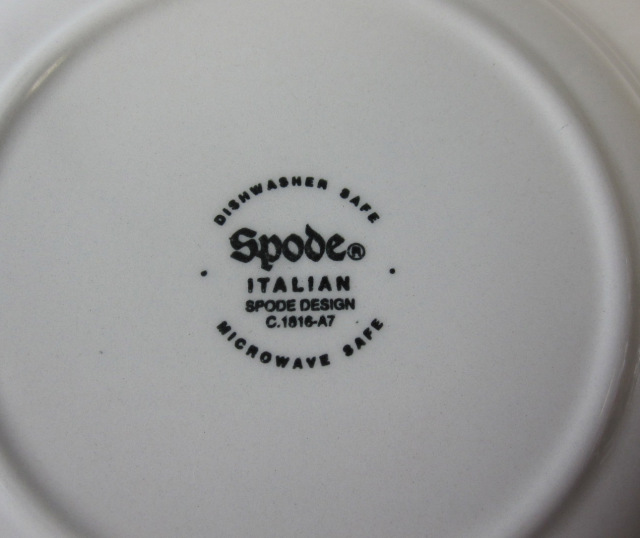 DISHWASHER SAFE
Spode®
ITALIAN
SPODE DESIGN
C.1816-A7
MICROWAVE SAFE